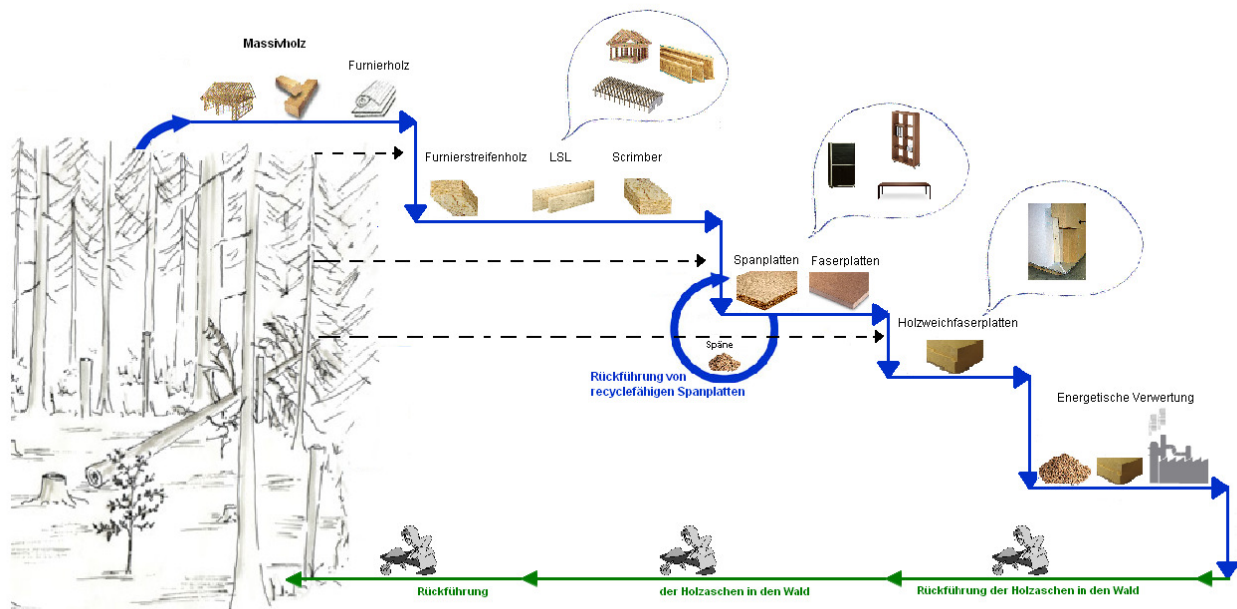 Massivholz
Furnierholz
Furnierstreifenholz
LSL
Scrimber
Spanplatten
Faserplatten
Holzweichfaserplatten
Späne
Rückführung von
recyclefähigen Spanplatten
Energetische Verwertung
Rückführung
der Holzaschen in den Wald
Rückführung der Holzaschen in den Wald